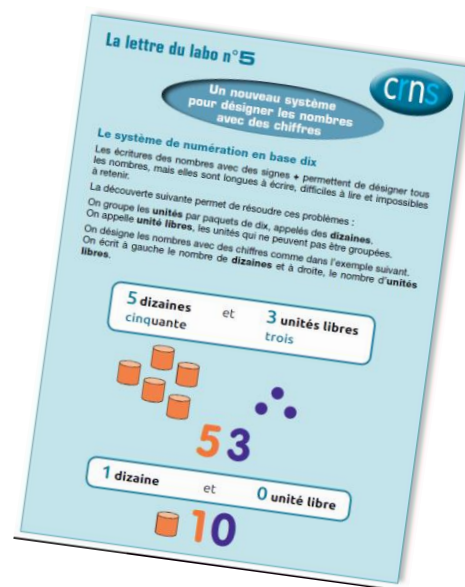 La lettre du labo n°5
crns
Un nouveau système
pour désigner les nombres
avec des chiffres
Le système de numération en base dix
Les écritures des nombres avec des signes + permettent de désigner tous
les nombres, mais elles sont longues à écrire, difficiles à lire et impossibles
à retenir.
La découverte suivante permet de résoudre ces problèmes :
On groupe les unités par paquets de dix, appelés des dizaines.
On appelle unité libres, les unités qui ne peuvent pas être groupées.
On désigne les nombres avec des chiffres comme dans l'exemple suivant.
On écrit à gauche le nombre de dizaines et à droite, le nombre d'unités
libres.
5 dizaines et 3 unités libres
cinquante trois
53
1 dizaine et 0 unité libre
10